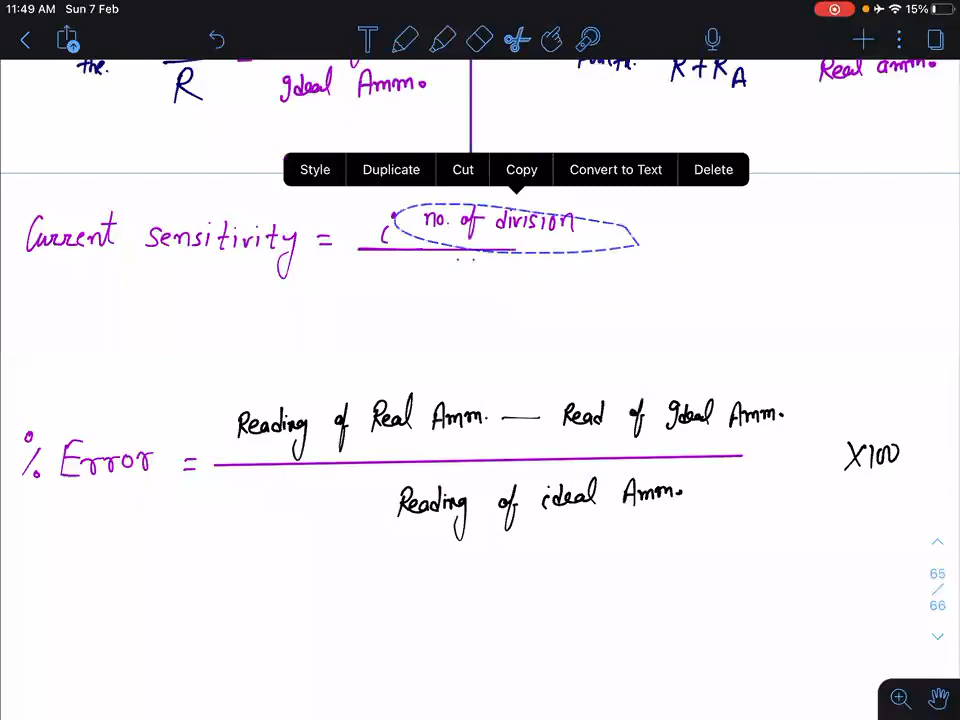 11:49 AM Sun 7 Feb 15%
the. R Ideal Amm. R+RA Real amm.
Style Duplicate Cut Copy Convert to Text Delete
Current sensitivity = i no. of division
Reading of Real Amm. — Read of Ideal Amm.
% Error = X100
Reading of ideal Amm.
65
/
66